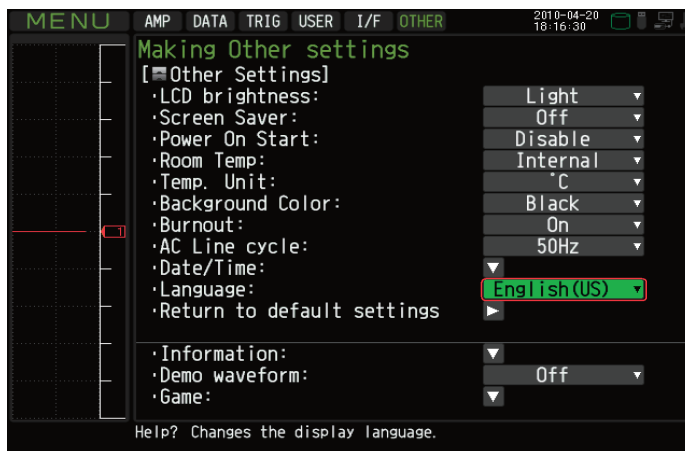 MENU AMP DATA TRIG USER I/F OTHER 2010-04-20
18:16:30
Making Other settings
[Other Settings]
·LCD brightness: Light
·Screen Saver: Off
·Power On Start: Disable
·Room Temp: Internal
·Temp. Unit: °C
·Background Color: Black
·Burnout: On
·AC Line cycle: 50Hz
·Date/Time:
·Language: English(US)
·Return to default settings
·Information:
·Demo waveform: Off
·Game:
Help? Changes the display language.
1